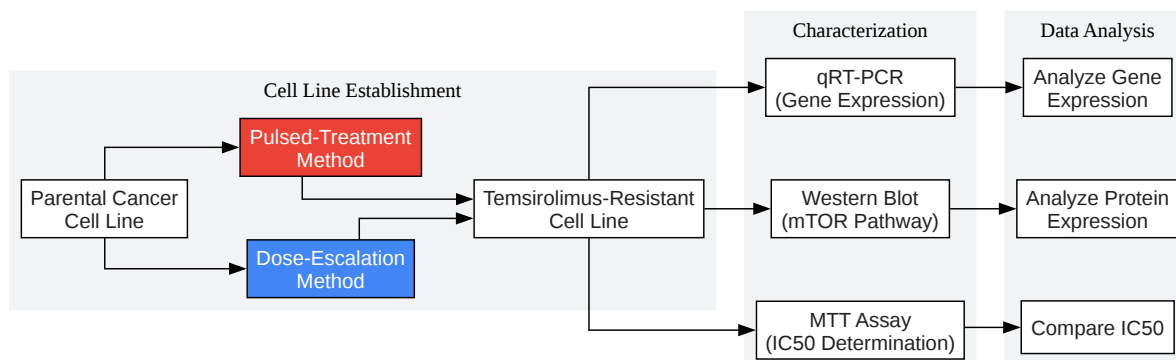 Characterization
Data Analysis
Cell Line Establishment
Pulsed-Treatment
Method
Parental Cancer
Cell Line
Dose-Escalation
Method
Temsirolimus-Resistant
Cell Line
qRT-PCR
(Gene Expression)
Analyze Gene
Expression
Western Blot
(mTOR Pathway)
Analyze Protein
Expression
MTT Assay
(IC50 Determination)
Compare IC50